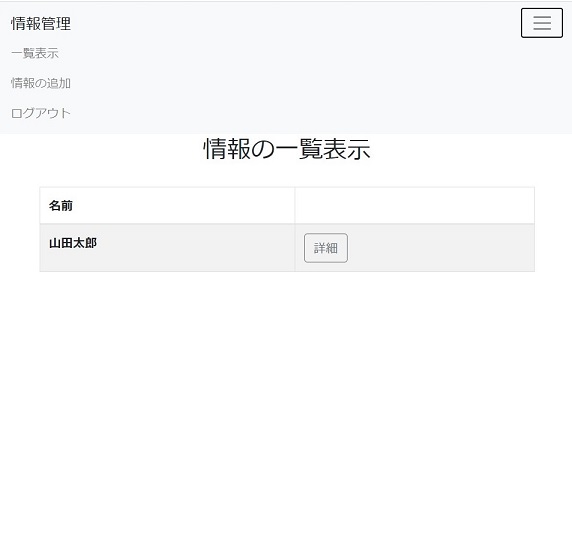 情報管理
一覧表示
情報の追加
ログアウト
情報の一覧表示
名前
山田太郎 詳細